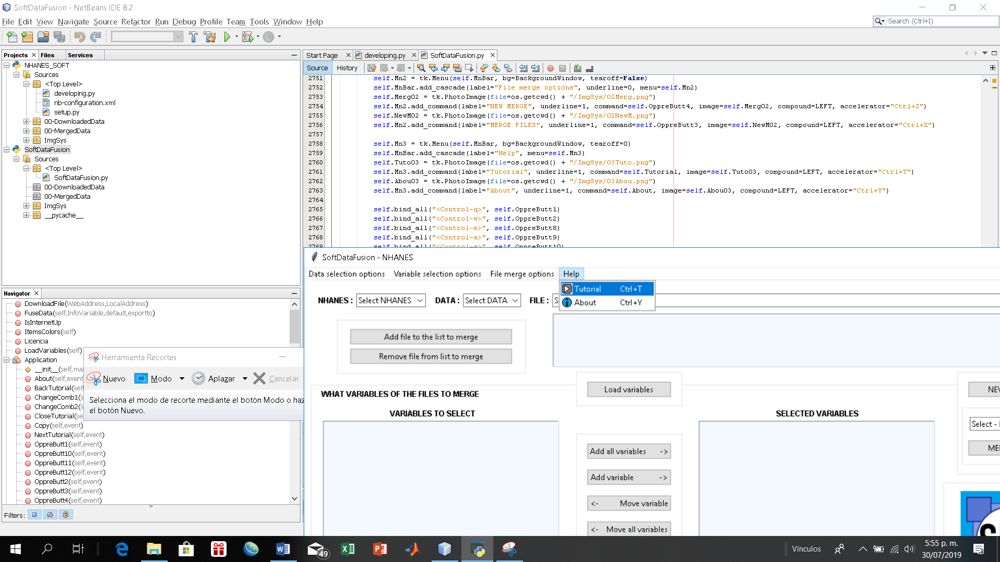 SoftDataFusion - NetBeans IDE 8.2
File Edit View Navigate Source Refactor Run Debug Profile Team Tools Window Help
Search (Ctrl+I)
Projects Files Services
NHANES_SOFT
Sources
<Top Level>
developing.py
nb-configuration.xml
setup.py
00-DownloadedData
00-MergedData
ImgSys
SoftDataFusion
Sources
<Top Level>
SoftDataFusion.py
00-DownloadedData
00-MergedData
ImgSys
__pycache__
Start Page developing.py SoftDataFusion.py
Source History
2751 self.Mn2 = tk.Menu(self.MnBar, bg=BackgroundWindow, tearoff=False)
2752 self.MnBar.add_cascade(label="File merge options", underline=0, menu=self.Mn2)
2753 self.MergO2 = tk.PhotoImage(file=os.getcwd() + "/ImgSys/02Merg.png")
2754 self.Mn2.add_command(label="NEW MERGE", underline=1, command=self.OppreButt4, image=self.MergO2, compound=LEFT, accelerator="Ctrl+Z")
2755 self.NewMO2 = tk.PhotoImage(file=os.getcwd() + "/ImgSys/02NewM.png")
2756 self.Mn2.add_command(label="MERGE FILES", underline=1, command=self.OppreButt3, image=self.NewMO2, compound=LEFT, accelerator="Ctrl+X")
2757
2758 self.Mn3 = tk.Menu(self.MnBar, bg=BackgroundWindow, tearoff=0)
2759 self.MnBar.add_cascade(label="Help", menu=self.Mn3)
2760 self.TutoO3 = tk.PhotoImage(file=os.getcwd() + "/ImgSys/03Tuto.png")
2761 self.Mn3.add_command(label="Tutorial", underline=1, command=self.Tutorial, image=self.TutoO3, compound=LEFT, accelerator="Ctrl+T")
2762 self.AbouO3 = tk.PhotoImage(file=os.getcwd() + "/ImgSys/03Abou.png")
2763 self.Mn3.add_command(label="About", underline=1, command=self.About, image=self.AbouO3, compound=LEFT, accelerator="Ctrl+Y")
2764
2765 self.bind_all("<Control-q>", self.OppreButt1)
2766 self.bind_all("<Control-w>", self.OppreButt2)
2767 self.bind_all("<Control-e>", self.OppreButt8)
2768 self.bind_all("<Control-a>", self.OppreButt9)
2769 self.bind_all("<Control-s>", self.OppreButt10)
Navigator
DownloadFile(WebAddress,LocalAddress)
FuseData(self,InfoVariable,default,exportto)
IsInternetUp
ItemsColors(self)
Licencia
LoadVariables(self)
Application
__init__(self,ma
About(self,event
BackTutorial(self
ChangeComb1(s
ChangeComb2(s
CloseTutorial(se
Copy(self,event)
NextTutorial(self,event)
OppreButt1(self,event)
OppreButt10(self,event)
OppreButt11(self,event)
OppreButt12(self,event)
OppreButt2(self,event)
OppreButt3(self,event)
OppreButt4(self,event)
Filters:
Herramienta Recortes
Nuevo Modo Aplazar Cancelar
Selecciona el modo de recorte mediante el botón Modo o haz
el botón Nuevo.
SoftDataFusion - NHANES
Data selection options Variable selection options File merge options Help
Tutorial Ctrl+T
About Ctrl+Y
NHANES : Select NHANES DATA : Select DATA FILE : S
Add file to the list to merge
Remove file from list to merge
Load variables
WHAT VARIABLES OF THE FILES TO MERGE
VARIABLES TO SELECT
SELECTED VARIABLES
Add all variables ->
Add variable ->
<- Move variable
<- Move all variables
NEV
Select -
ME
S
49
Vínculos
5:55 p. m.
30/07/2019